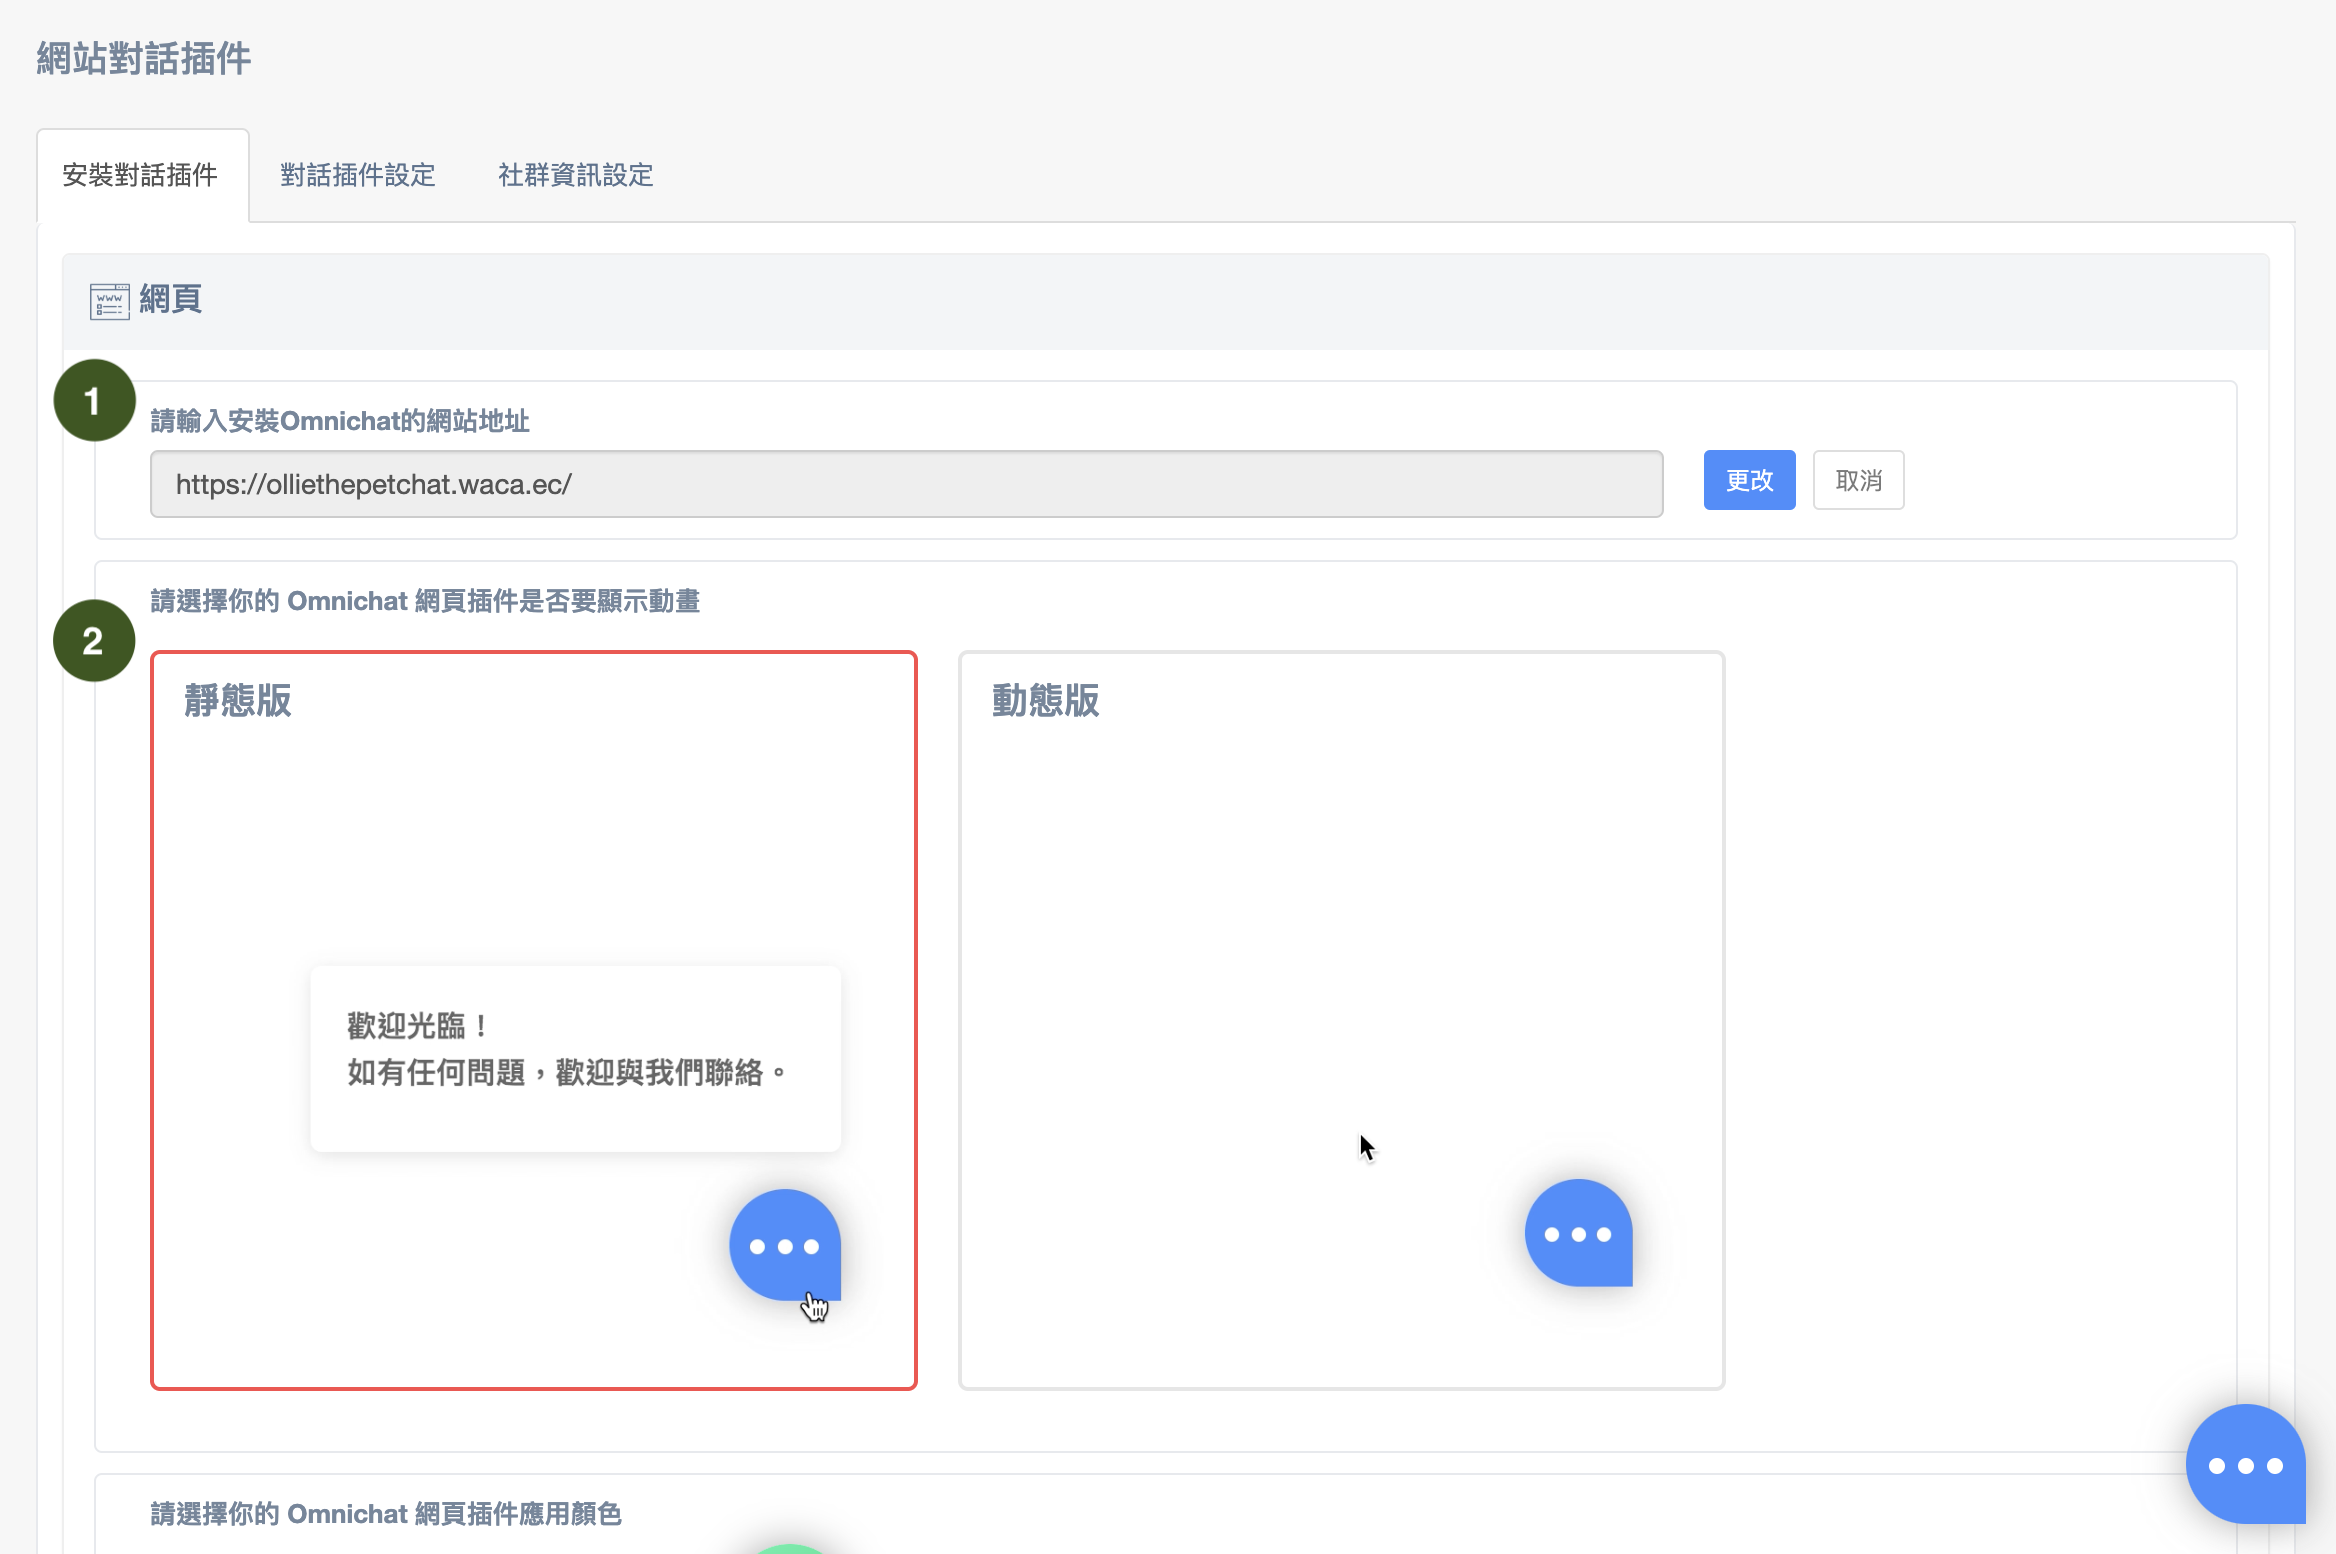 網站對話插件
安裝對話插件
對話插件設定
社群資訊設定
www
網頁
1
請輸入安裝Omnichat的網站地址
https://olliethepetchat.waca.ec/
更改
取消
2
請選擇你的 Omnichat 網頁插件是否要顯示動畫
靜態版
動態版
歡迎光臨！
如有任何問題，歡迎與我們聯絡。
請選擇你的 Omnichat 網頁插件應用顏色